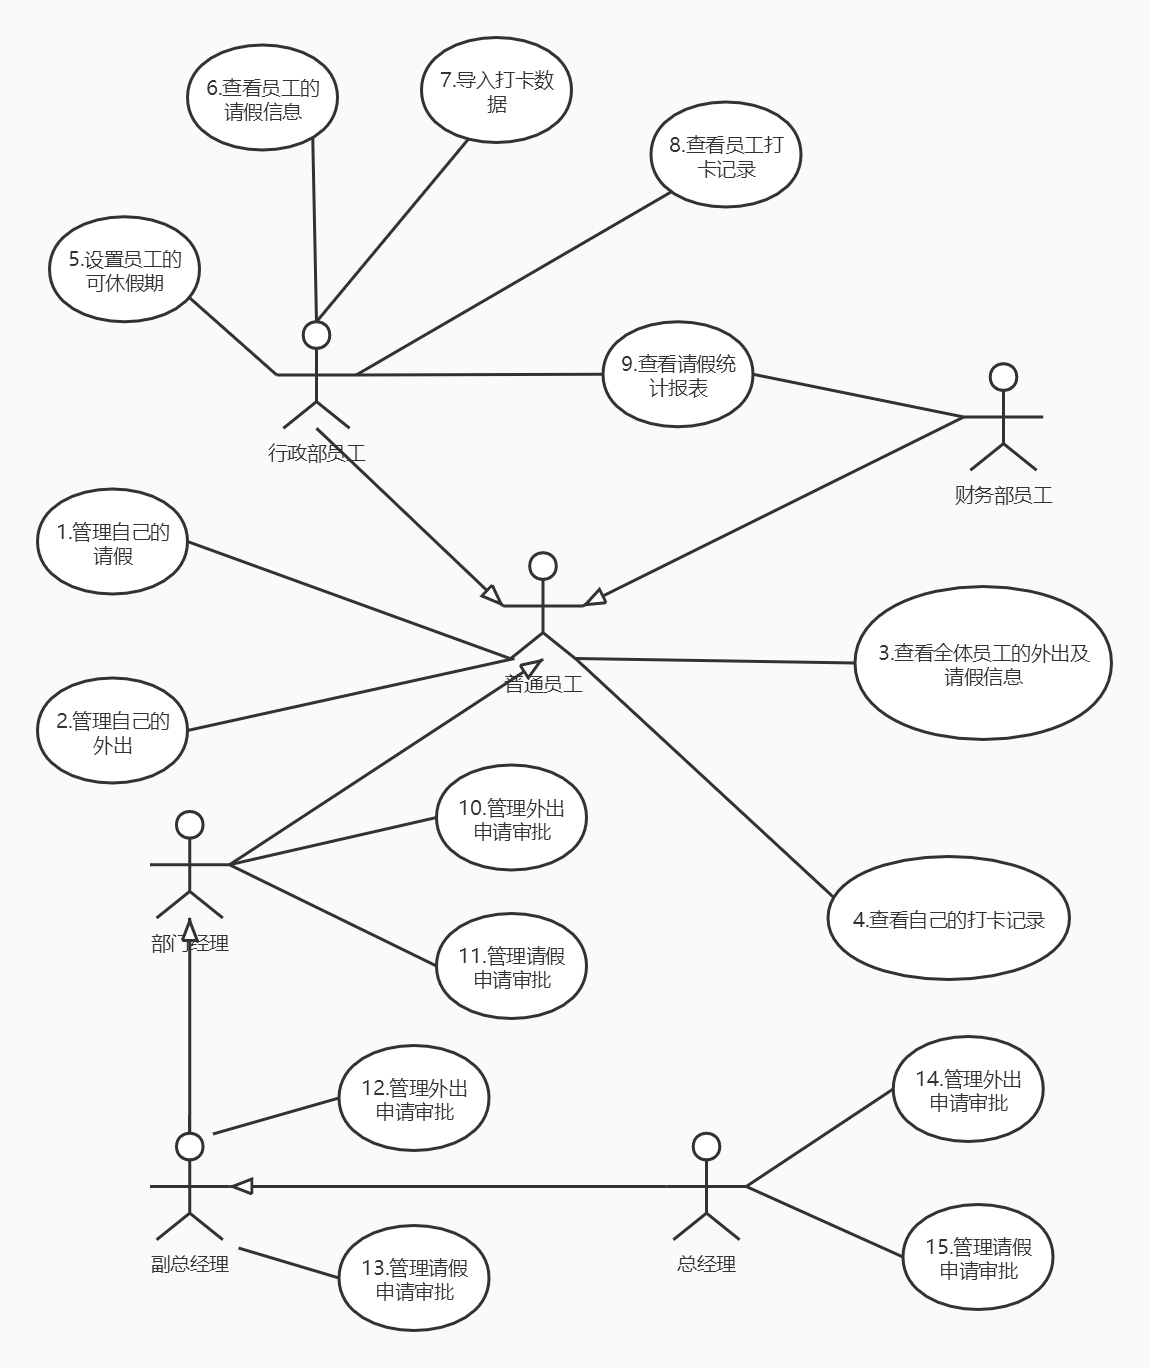 6.查看员工的
请假信息
7.导入打卡数
据
8.查看员工打
卡记录
5.设置员工的
可休假期
9.查看请假统
计报表
行政部员工
财务部员工
1.管理自己的
请假
普通员工
3.查看全体员工的外出及
请假信息
2.管理自己的
外出
10.管理外出
申请审批
4.查看自己的打卡记录
部门经理
11.管理请假
申请审批
12.管理外出
申请审批
14.管理外出
申请审批
副总经理
总经理
13.管理请假
申请审批
15.管理请假
申请审批